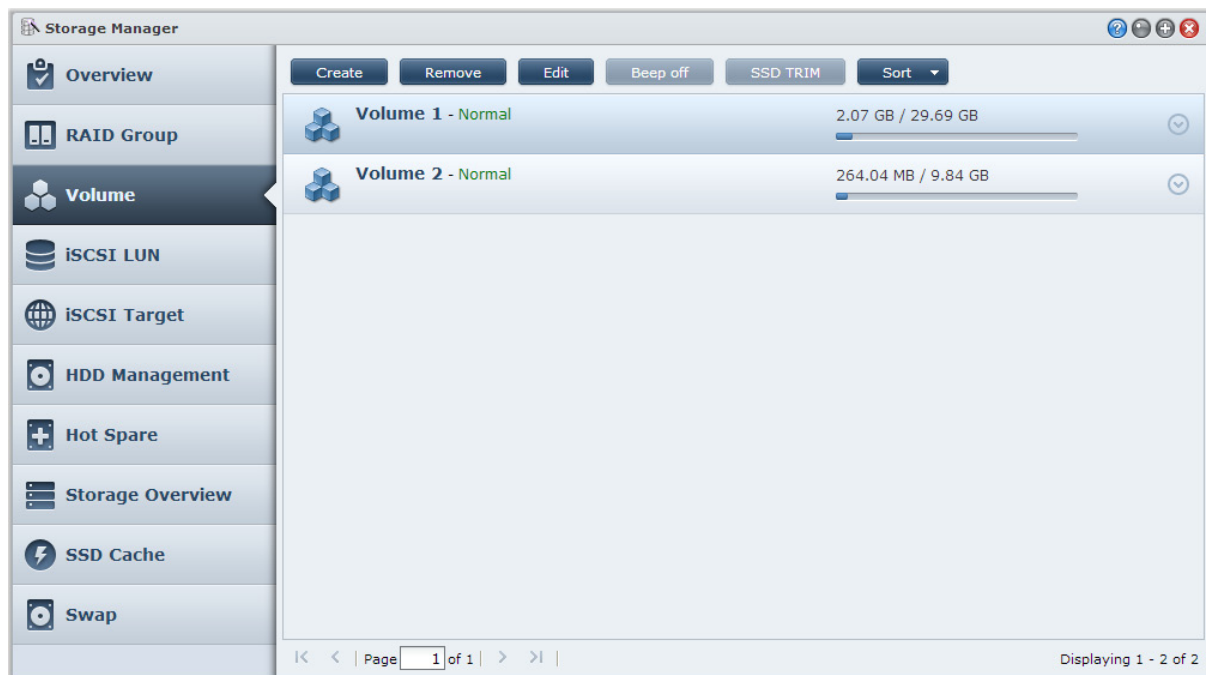 Storage Manager
Overview
RAID Group
Volume
iSCSI LUN
iSCSI Target
HDD Management
Hot Spare
Storage Overview
SSD Cache
Swap
Create Remove Edit Beep off SSD TRIM Sort
Volume 1 - Normal 2.07 GB / 29.69 GB
Volume 2 - Normal 264.04 MB / 9.84 GB
Page 1 of 1 Displaying 1 - 2 of 2